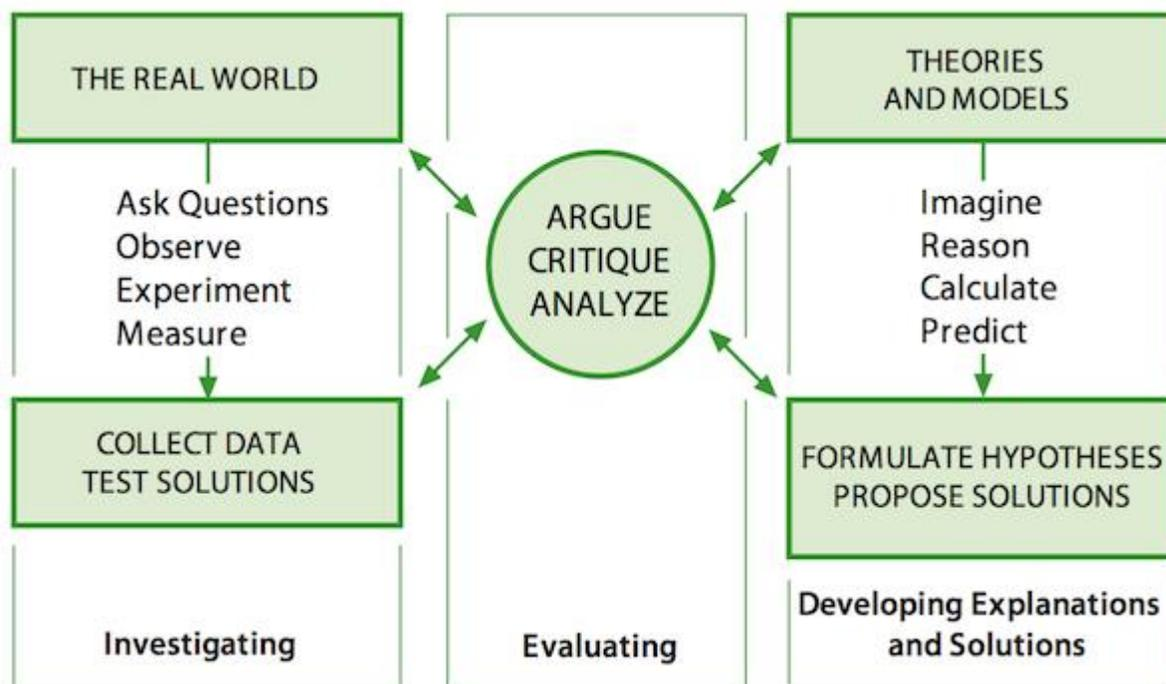 THE REAL WORLD
Ask Questions
Observe
Experiment
Measure
COLLECT DATA
TEST SOLUTIONS
Investigating
ARGUE
CRITIQUE
ANALYZE
Evaluating
THEORIES
AND MODELS
Imagine
Reason
Calculate
Predict
FORMULATE HYPOTHESES
PROPOSE SOLUTIONS
Developing Explanations
and Solutions